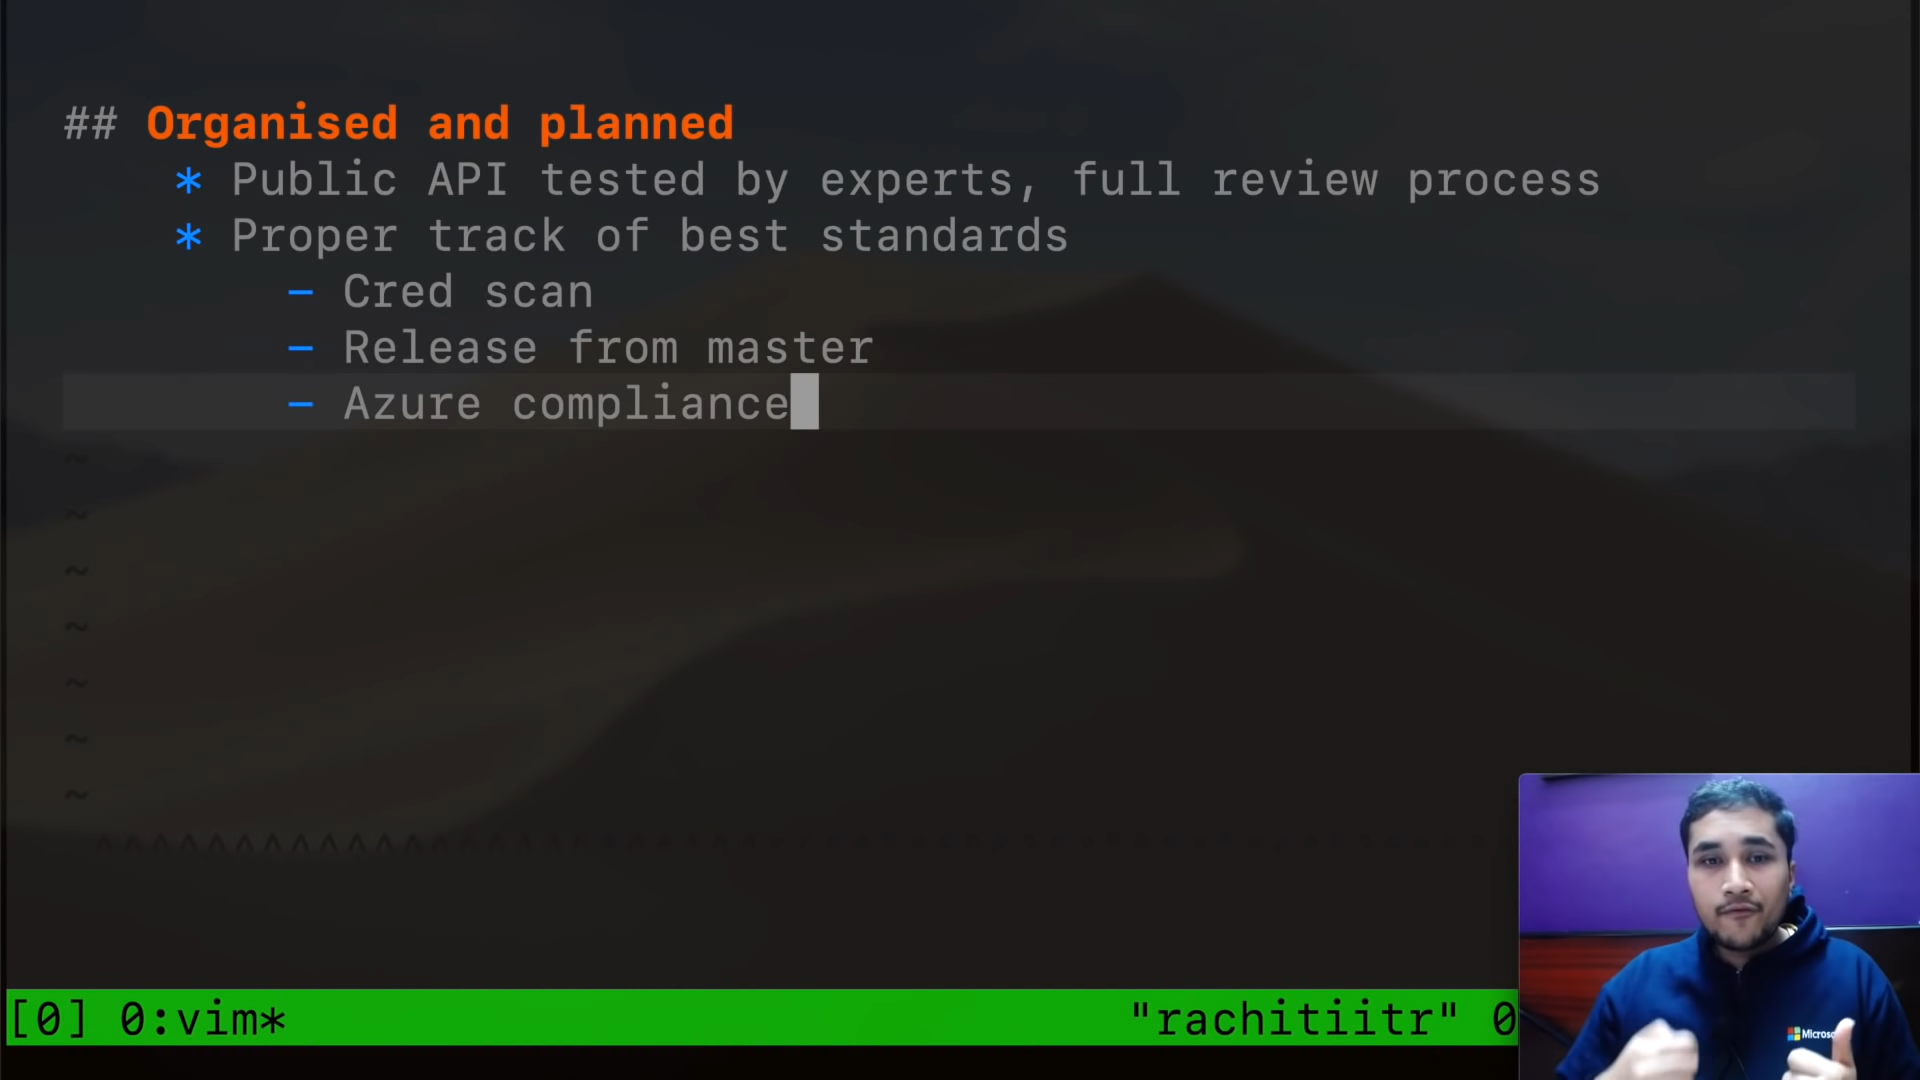 ## Organised and planned
* Public API tested by experts, full review process
* Proper track of best standards
- Cred scan
- Release from master
- Azure compliance
~
~
~
~
~
~
~
[0] 0:vim*
"rachitiitr" 0